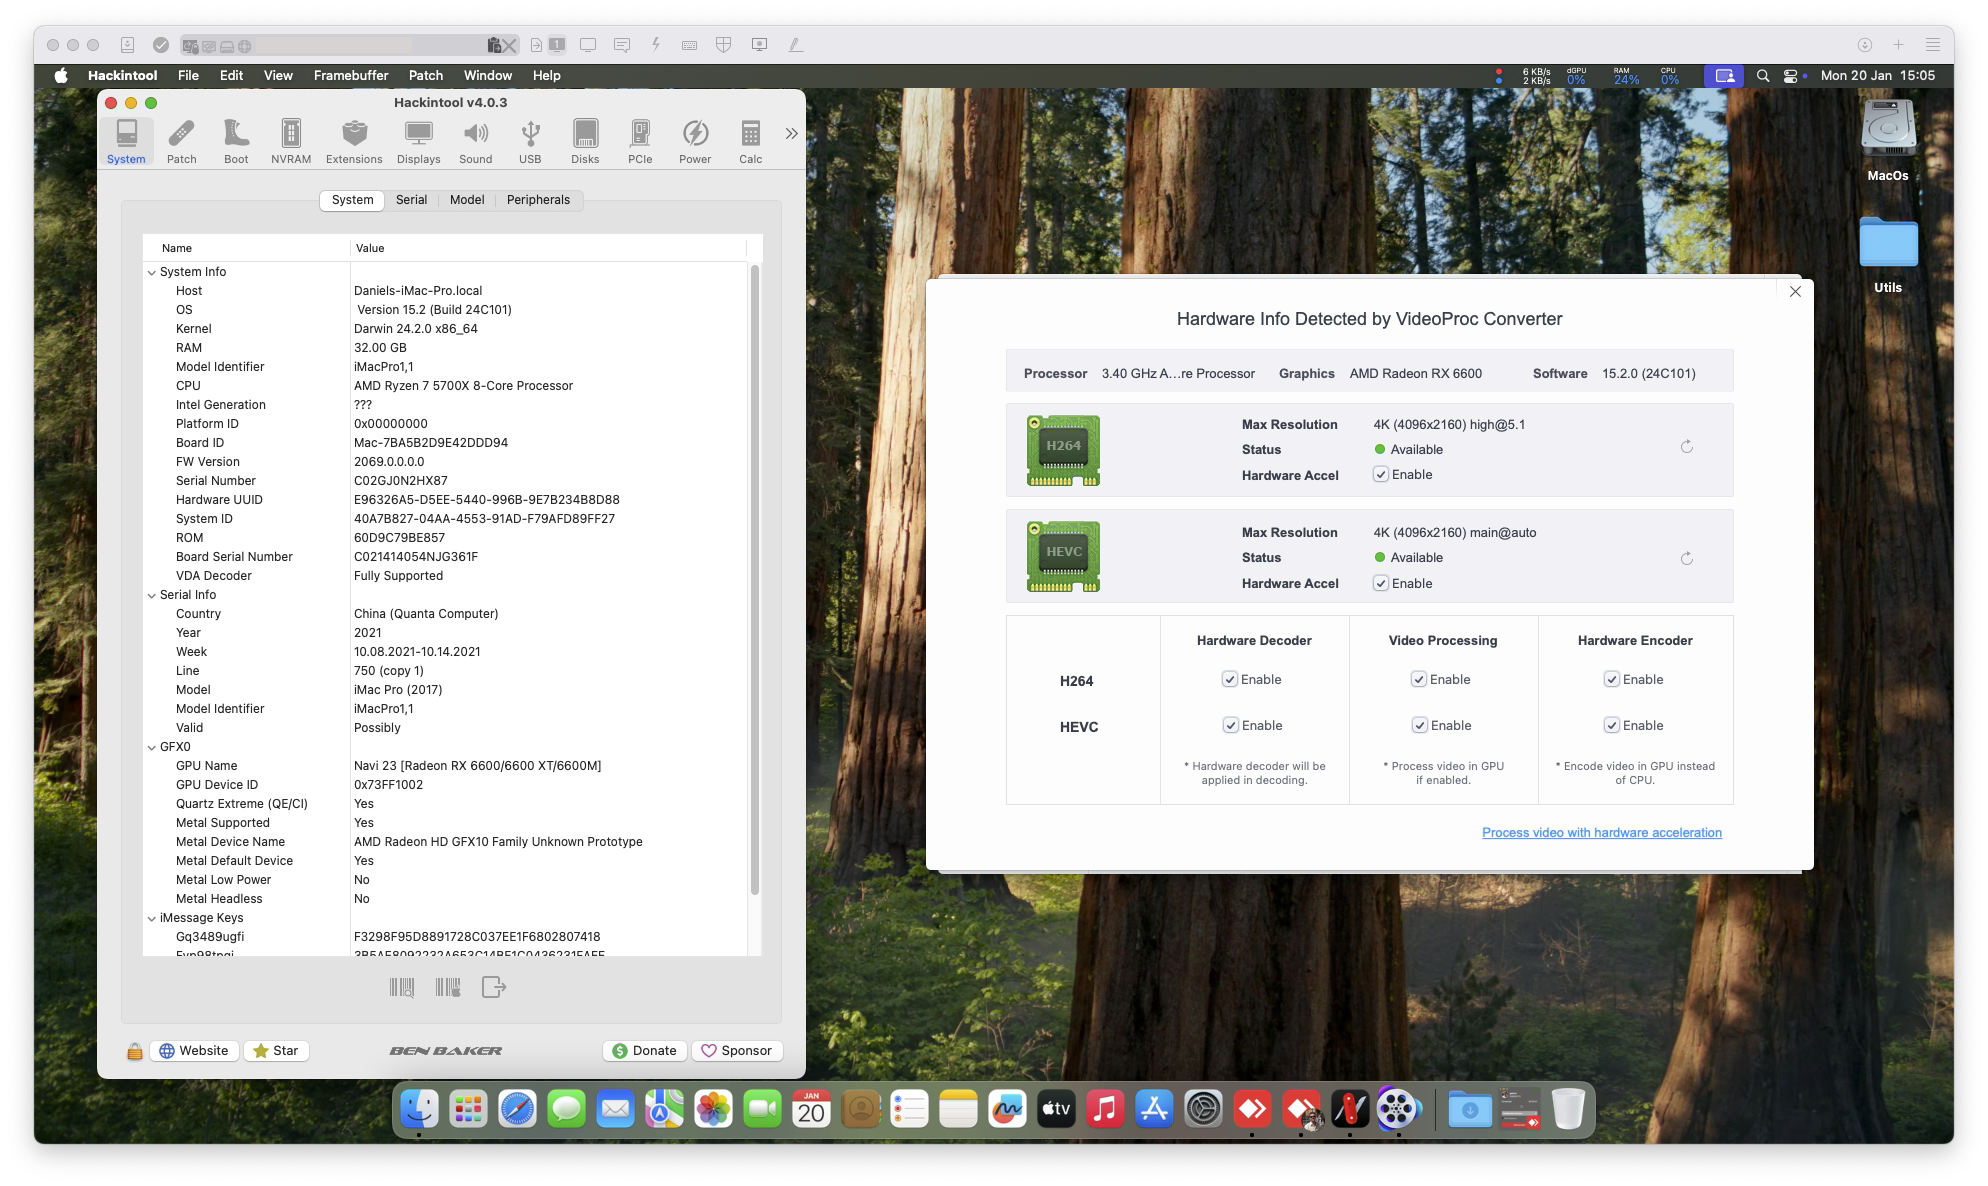 1
Hackintool File Edit View Framebuffer Patch Window Help
6 KB/s
2 KB/s
dGPU
0%
RAM
24%
CPU
0%
Mon 20 Jan 15:05
Hackintool v4.0.3
System Patch Boot NVRAM Extensions Displays Sound USB Disks PCIe Power Calc
System Serial Model Peripherals
Name Value
System Info
Host Daniels-iMac-Pro.local
OS Version 15.2 (Build 24C101)
Kernel Darwin 24.2.0 x86_64
RAM 32.00 GB
Model Identifier iMacPro1,1
CPU AMD Ryzen 7 5700X 8-Core Processor
Intel Generation ???
Platform ID 0x00000000
Board ID Mac-7BA5B2D9E42DDD94
FW Version 2069.0.0.0.0
Serial Number C02GJ0N2HX87
Hardware UUID E96326A5-D5EE-5440-996B-9E7B234B8D88
System ID 40A7B827-04AA-4553-91AD-F79AFD89FF27
ROM 60D9C79BE857
Board Serial Number C021414054NJG361F
VDA Decoder Fully Supported
Serial Info
Country China (Quanta Computer)
Year 2021
Week 10.08.2021-10.14.2021
Line 750 (copy 1)
Model iMac Pro (2017)
Model Identifier iMacPro1,1
Valid Possibly
GFX0
GPU Name Navi 23 [Radeon RX 6600/6600 XT/6600M]
GPU Device ID 0x73FF1002
Quartz Extreme (QE/CI) Yes
Metal Supported Yes
Metal Device Name AMD Radeon HD GFX10 Family Unknown Prototype
Metal Default Device Yes
Metal Low Power No
Metal Headless No
iMessage Keys
Gq3489ugfi F3298F95D8891728C037EE1F6802807418
Website Star BEN BAKER Donate Sponsor
MacOs
Utils
Hardware Info Detected by VideoProc Converter
Processor 3.40 GHz A...re Processor Graphics AMD Radeon RX 6600 Software 15.2.0 (24C101)
H264
Max Resolution 4K (4096x2160) high@5.1
Status Available
Hardware Accel Enable
HEVC
Max Resolution 4K (4096x2160) main@auto
Status Available
Hardware Accel Enable
Hardware Decoder Video Processing Hardware Encoder
H264 Enable Enable Enable
HEVC Enable Enable Enable
* Hardware decoder will be
applied in decoding.
* Process video in GPU
if enabled.
* Encode video in GPU instead
of CPU.
Process video with hardware acceleration
JAN
20
tv